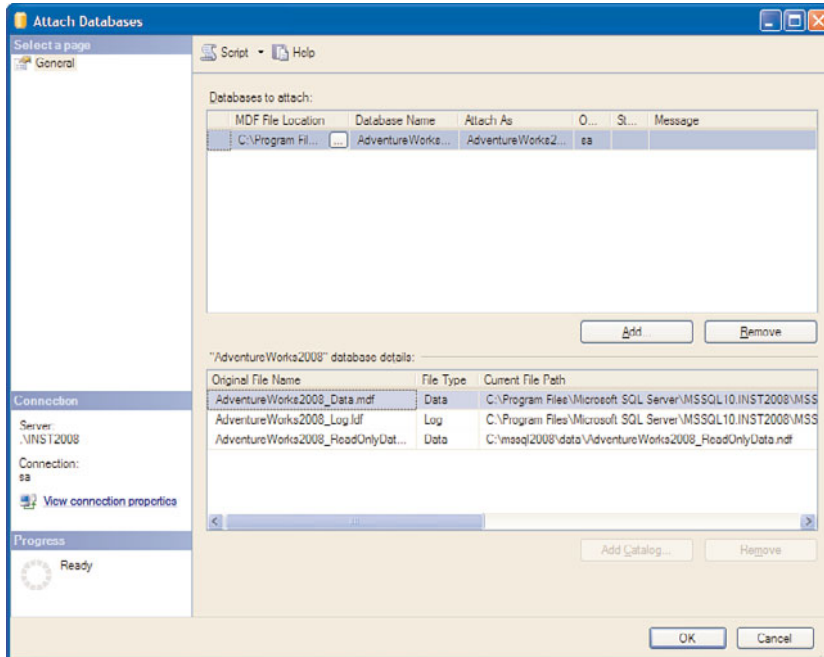 Attach Databases
Select a page
General
Script Help
Databases to attach:
MDF File Location Database Name Attach As O... St... Message
C:\Program Fil... ... AdventureWorks... AdventureWorks2... sa
Add... Remove
"AdventureWorks2008" database details:
Original File Name File Type Current File Path
AdventureWorks2008_Data.mdf Data C:\Program Files\Microsoft SQL Server\MSSQL10.INST2008\MSS
AdventureWorks2008_Log.ldf Log C:\Program Files\Microsoft SQL Server\MSSQL10.INST2008\MSS
AdventureWorks2008_ReadOnlyDat... Data C:\mssql2008\data\AdventureWorks2008_ReadOnlyData.ndf
Add Catalog... Remove
Connection
Server:
.\INST2008
Connection:
sa
View connection properties
Progress
Ready
OK Cancel